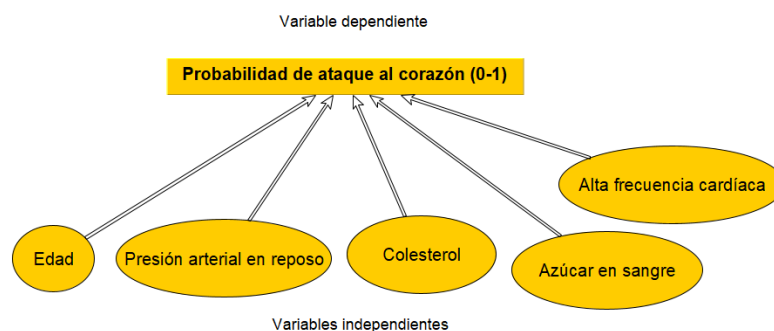 Variable dependiente
Probabilidad de ataque al corazón (0-1)
Alta frecuencia cardíaca
Edad
Presión arterial en reposo
Colesterol
Azúcar en sangre
Variables independientes